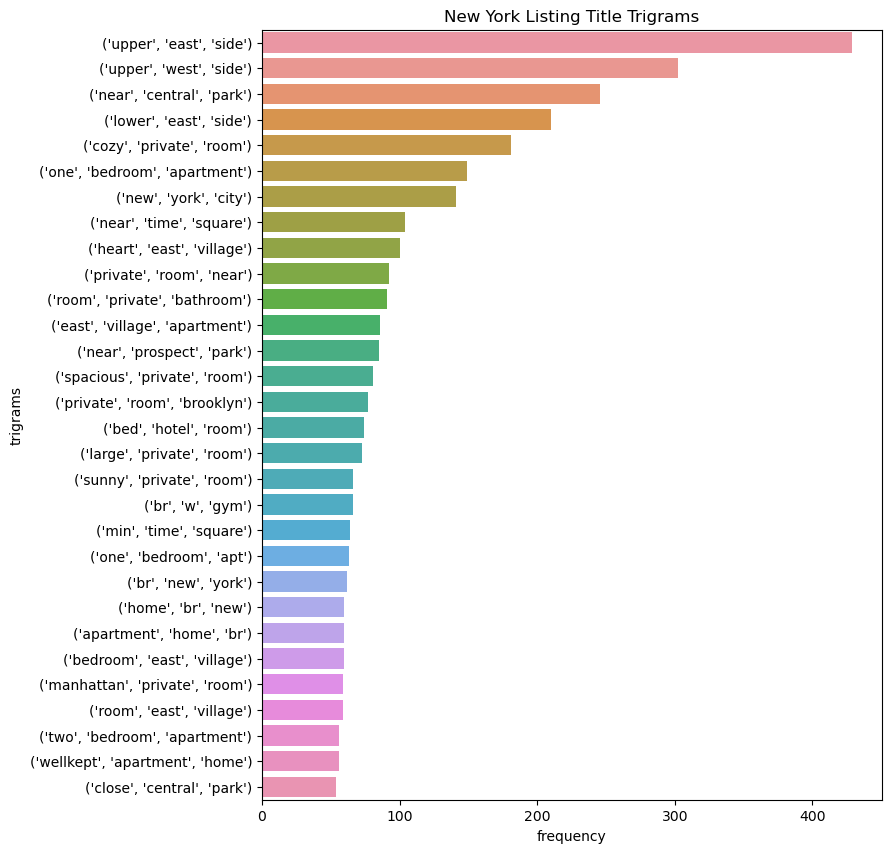 New York Listing Title Trigrams
('upper', 'east', 'side')
('upper', 'west', 'side')
('near', 'central', 'park')
('lower', 'east', 'side')
('cozy', 'private', 'room')
('one', 'bedroom', 'apartment')
('new', 'york', 'city')
('near', 'time', 'square')
('heart', 'east', 'village')
('private', 'room', 'near')
('room', 'private', 'bathroom')
('east', 'village', 'apartment')
('near', 'prospect', 'park')
('spacious', 'private', 'room')
('private', 'room', 'brooklyn')
('bed', 'hotel', 'room')
('large', 'private', 'room')
('sunny', 'private', 'room')
('br', 'w', 'gym')
('min', 'time', 'square')
('one', 'bedroom', 'apt')
('br', 'new', 'york')
('home', 'br', 'new')
('apartment', 'home', 'br')
('bedroom', 'east', 'village')
('manhattan', 'private', 'room')
('room', 'east', 'village')
('two', 'bedroom', 'apartment')
('wellkept', 'apartment', 'home')
('close', 'central', 'park')
trigrams
0 100 200 300 400
frequency